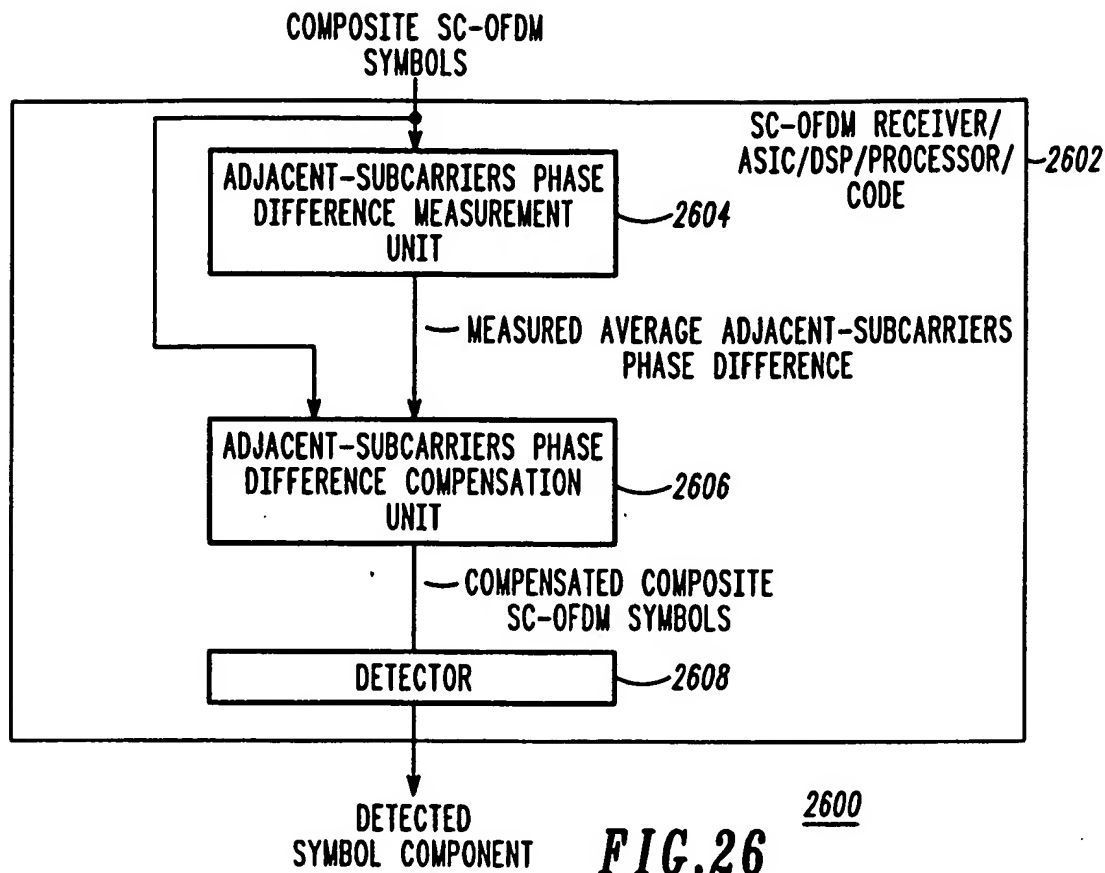 COMPOSITE SC-OFDM
SYMBOLS
SC-OFDM RECEIVER/
ASIC/DSP/PROCESSOR/
CODE
2602
ADJACENT-SUBCARRIERS PHASE
DIFFERENCE MEASUREMENT
UNIT
2604
MEASURED AVERAGE ADJACENT-SUBCARRIERS
PHASE DIFFERENCE
ADJACENT-SUBCARRIERS PHASE
DIFFERENCE COMPENSATION
UNIT
2606
COMPENSATED COMPOSITE
SC-OFDM SYMBOLS
DETECTOR
2608
DETECTED
SYMBOL COMPONENT
2600
FIG.26